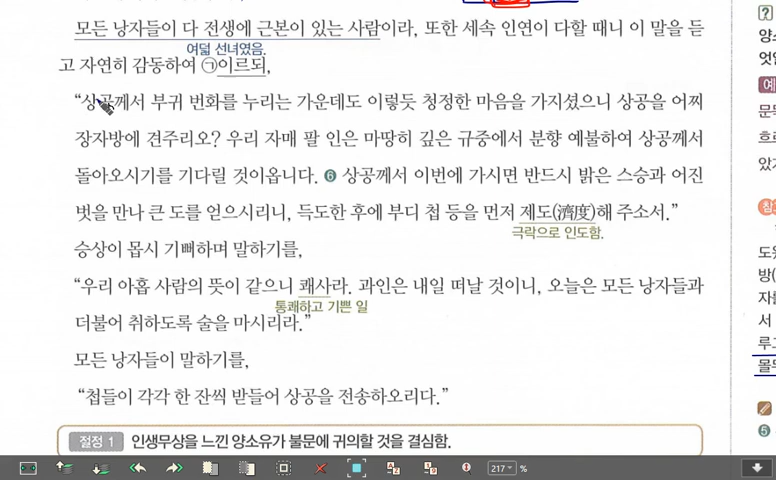 모든 낭자들이 다 전생에 근본이 있는 사람이라, 또한 세속 인연이 다할 때니 이 말을 듣
여덟 선녀였음.
고 자연히 감동하여 ㉠이르되,
“상공께서 부귀 번화를 누리는 가운데도 이렇듯 청정한 마음을 가지셨으니 상공을 어찌
장자방에 견주리오? 우리 자매 팔 인은 마땅히 깊은 규중에서 분향 예불하여 상공께서
돌아오시기를 기다릴 것이옵니다. ❻ 상공께서 이번에 가시면 반드시 밝은 스승과 어진
벗을 만나 큰 도를 얻으시리니, 득도한 후에 부디 첩 등을 먼저 제도(濟度)해 주소서.”
극락으로 인도함.
승상이 몹시 기뻐하며 말하기를,
“우리 아홉 사람의 뜻이 같으니 쾌사라. 과인은 내일 떠날 것이니, 오늘은 모든 낭자들과
통쾌하고 기쁜 일
더불어 취하도록 술을 마시리라.”
모든 낭자들이 말하기를,
“첩들이 각각 한 잔씩 받들어 상공을 전송하오리다.”
절정 1 인생무상을 느낀 양소유가 불문에 귀의할 것을 결심함.
217 %